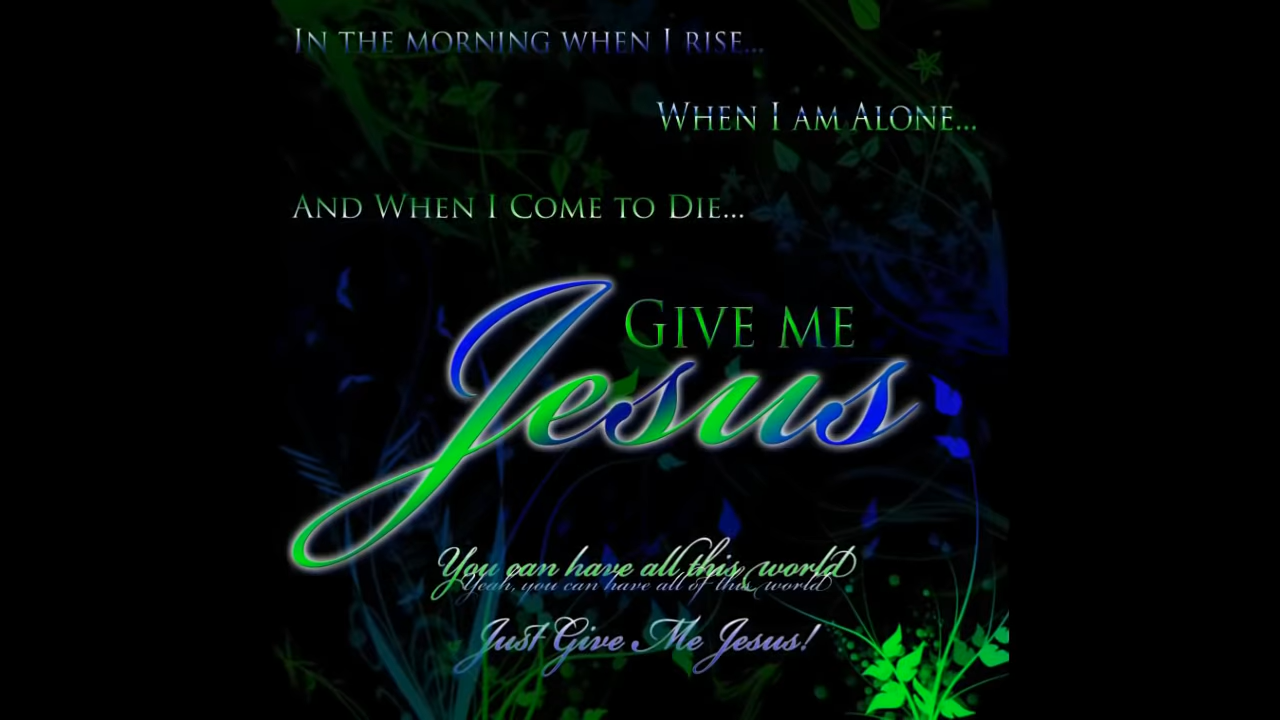 In the morning when I rise...
When I am Alone...
And When I Come to Die...
Give me
Jesus
You can have all this world
Yeah, you can have all of this world
Just Give Me Jesus!